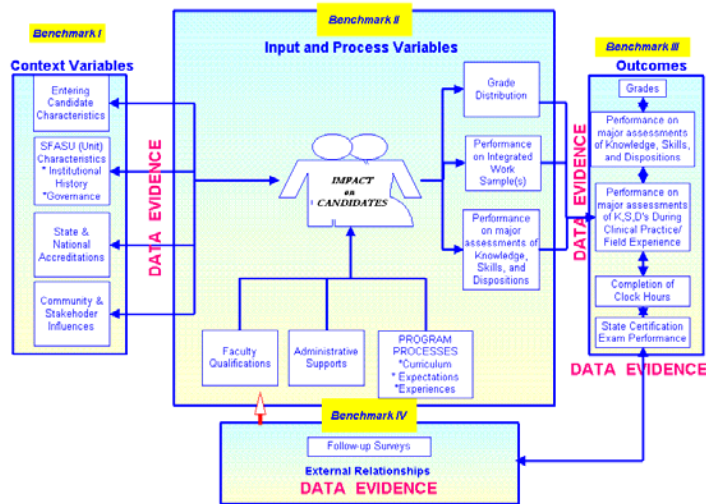 Benchmark I
Context Variables
Entering
Candidate
Characteristics
SFASU (Unit)
Characteristics
* Institutional
History
*Governance
State &
National
Accreditations
Community &
Stakehoder
Influences
DATA EVIDENCE
Benchmark II
Input and Process Variables
IMPACT
on
CANDIDATES
Grade
Distribution
Performance
on Integrated
Work
Sample(s)
Performance
on major
assessments of
Knowledge,
Skills, and
Dispositions
Faculty
Qualifications
Administrative
Supports
PROGRAM
PROCESSES
*Curriculum
* Expectations
*Experiences
DATA EVIDENCE
Benchmark III
Outcomes
Grades
Performance on
major assessments
of Knowledge, Skills,
and Dispositions
Performance on
major assessments
of K,S,D's During
Clinical Practice/
Field Experience
Completion of
Clock Hours
State Certification
Exam Performance
DATA EVIDENCE
Benchmark IV
Follow-up Surveys
External Relationships
DATA EVIDENCE